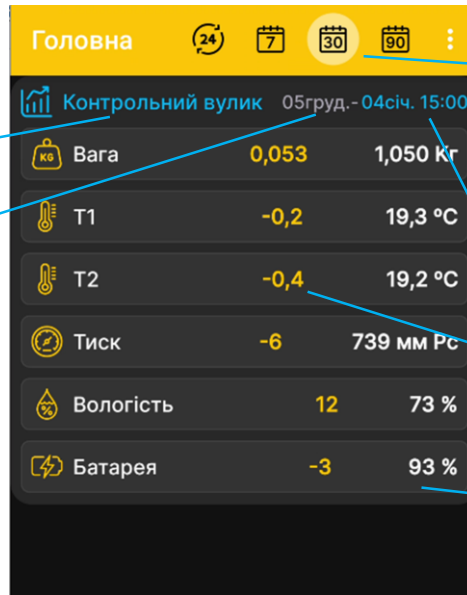 Головна 24 7 30 90
Контрольний вулик 05груд.-04січ. 15:00
KG Вага 0,053 1,050 Кг
T1 -0,2 19,3 ºC
T2 -0,4 19,2 ºC
Тиск -6 739 мм Рс
% Вологість 12 73 %
Батарея -3 93 %